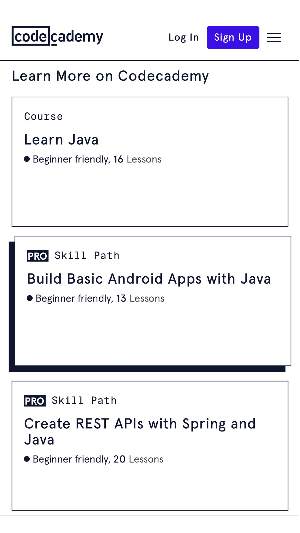 codecademy
Log In
Sign Up
Learn More on Codecademy
Course
Learn Java
Beginner friendly, 16 Lessons
PRO Skill Path
Build Basic Android Apps with Java
Beginner friendly, 13 Lessons
PRO Skill Path
Create REST APIs with Spring and
Java
Beginner friendly, 20 Lessons